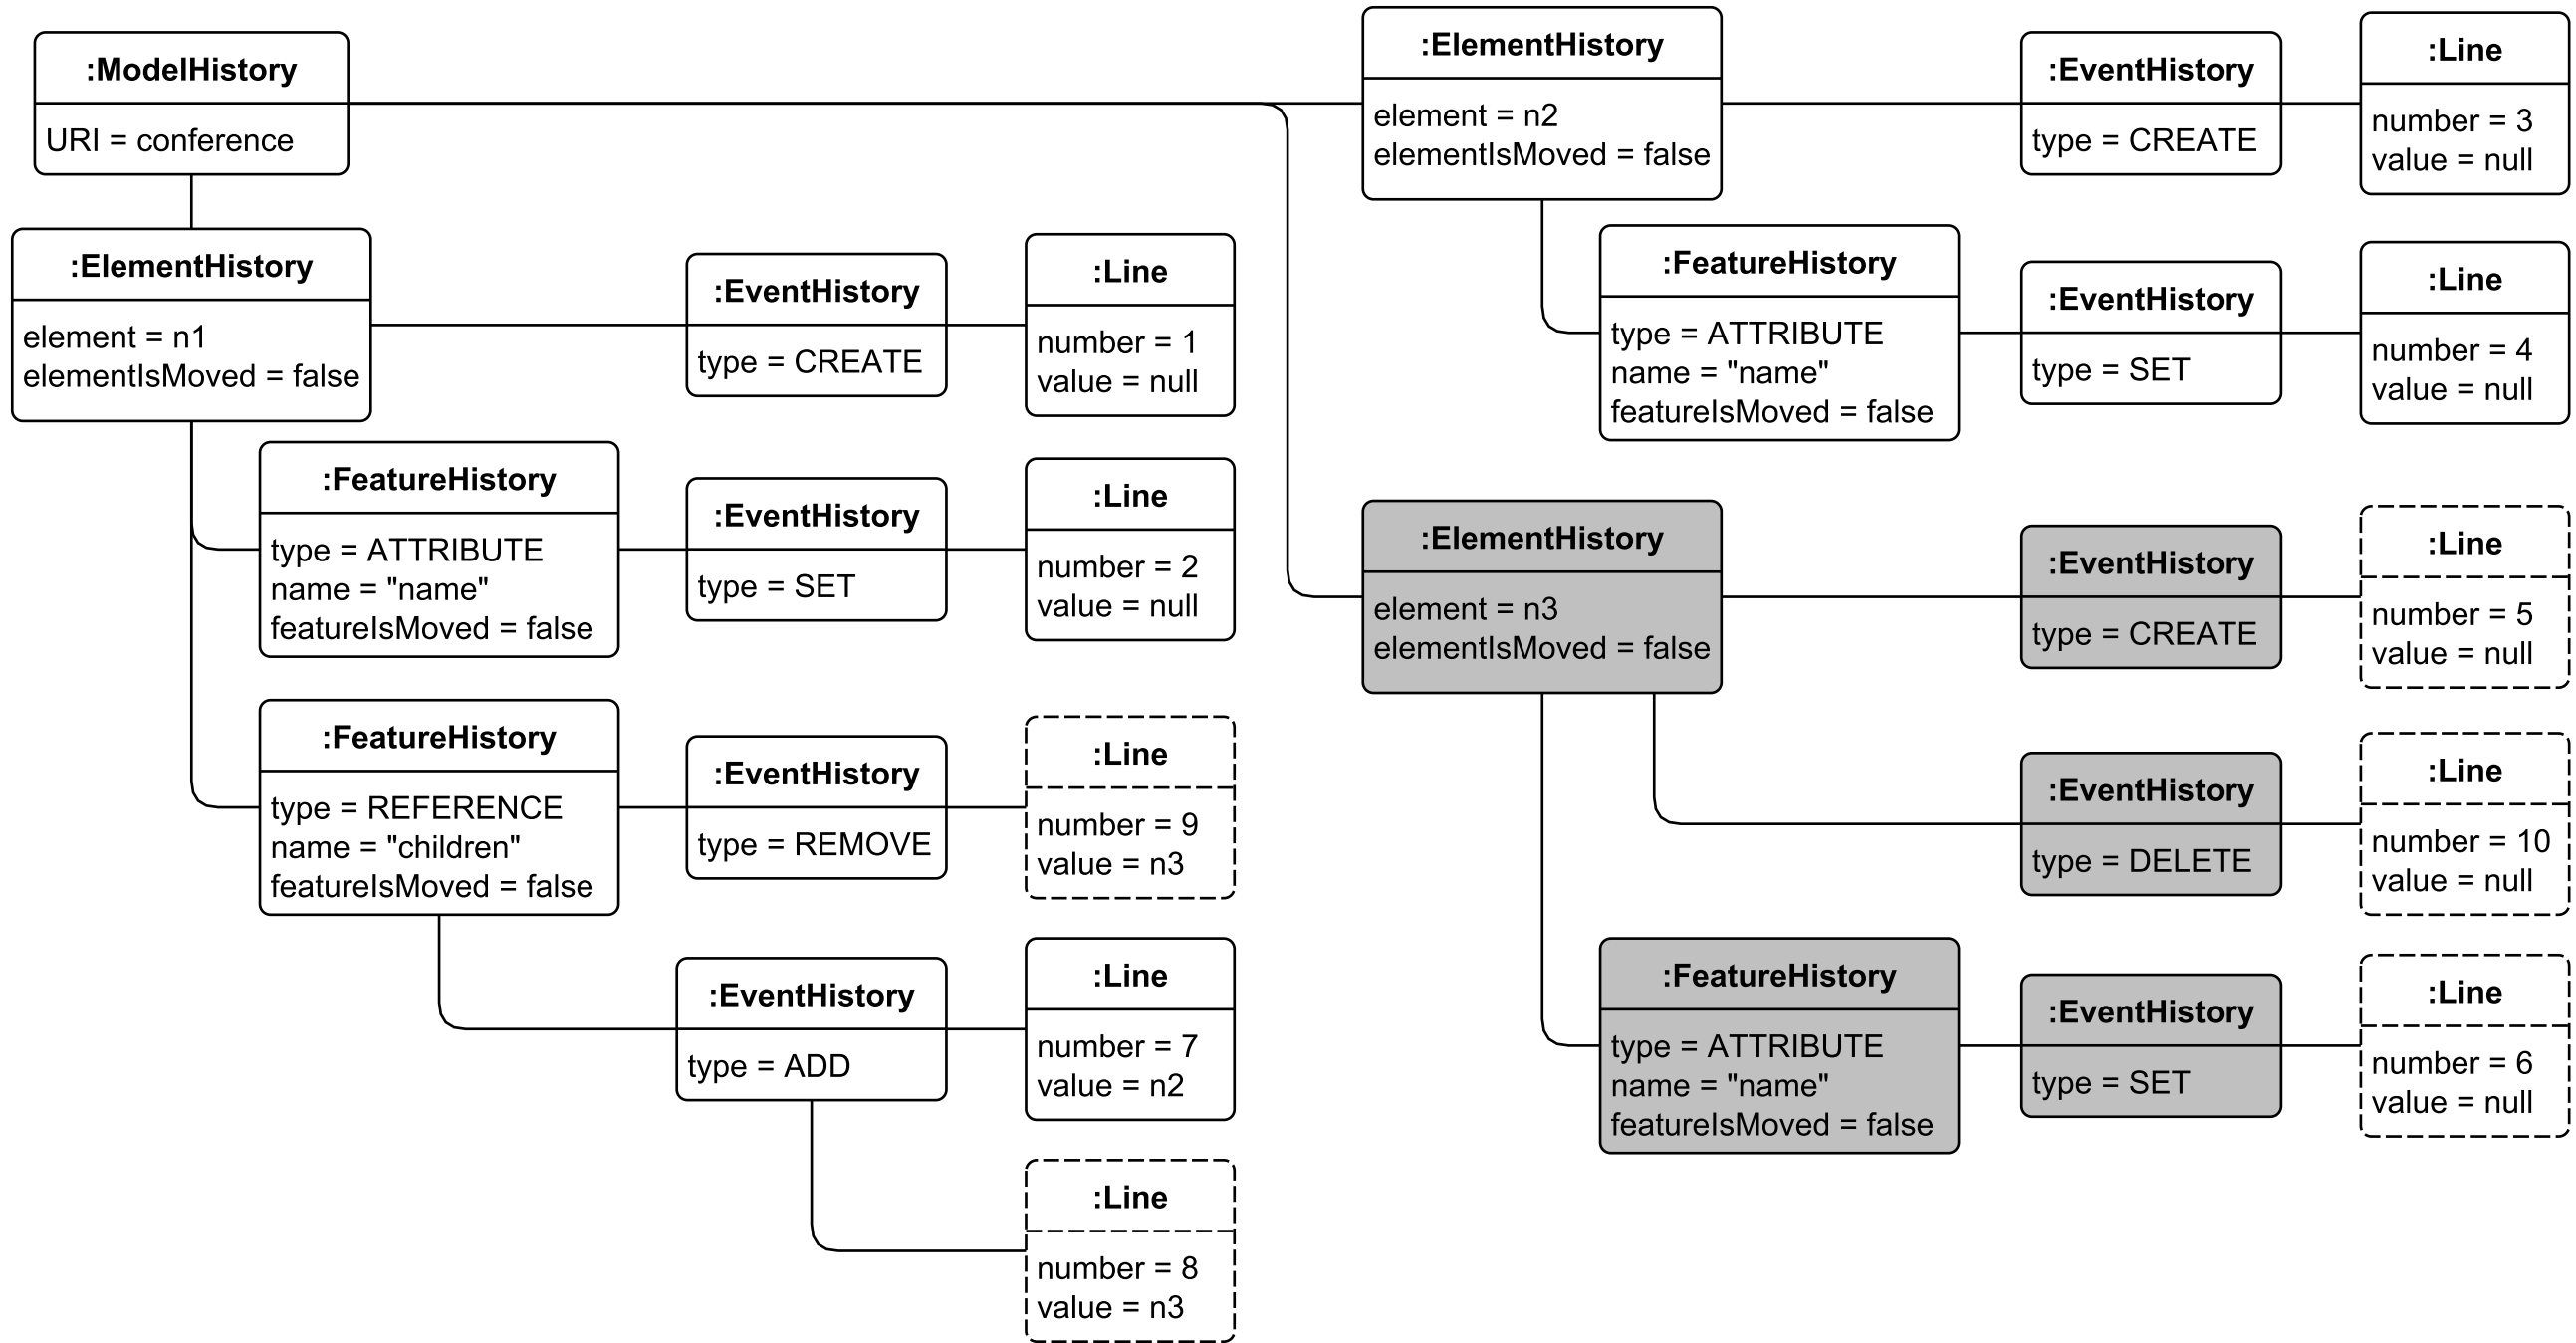 :ModelHistory
URI = conference
:ElementHistory
element = n1
elementIsMoved = false
:EventHistory
type = CREATE
:Line
number = 1
value = null
:FeatureHistory
type = ATTRIBUTE
name = "name"
featureIsMoved = false
:EventHistory
type = SET
:Line
number = 2
value = null
:FeatureHistory
type = REFERENCE
name = "children"
featureIsMoved = false
:EventHistory
type = REMOVE
:Line
number = 9
value = n3
:EventHistory
type = ADD
:Line
number = 7
value = n2
:Line
number = 8
value = n3
:ElementHistory
element = n2
elementIsMoved = false
:EventHistory
type = CREATE
:Line
number = 3
value = null
:FeatureHistory
type = ATTRIBUTE
name = "name"
featureIsMoved = false
:EventHistory
type = SET
:Line
number = 4
value = null
:ElementHistory
element = n3
elementIsMoved = false
:EventHistory
type = CREATE
:Line
number = 5
value = null
:EventHistory
type = DELETE
:Line
number = 10
value = null
:FeatureHistory
type = ATTRIBUTE
name = "name"
featureIsMoved = false
:EventHistory
type = SET
:Line
number = 6
value = null